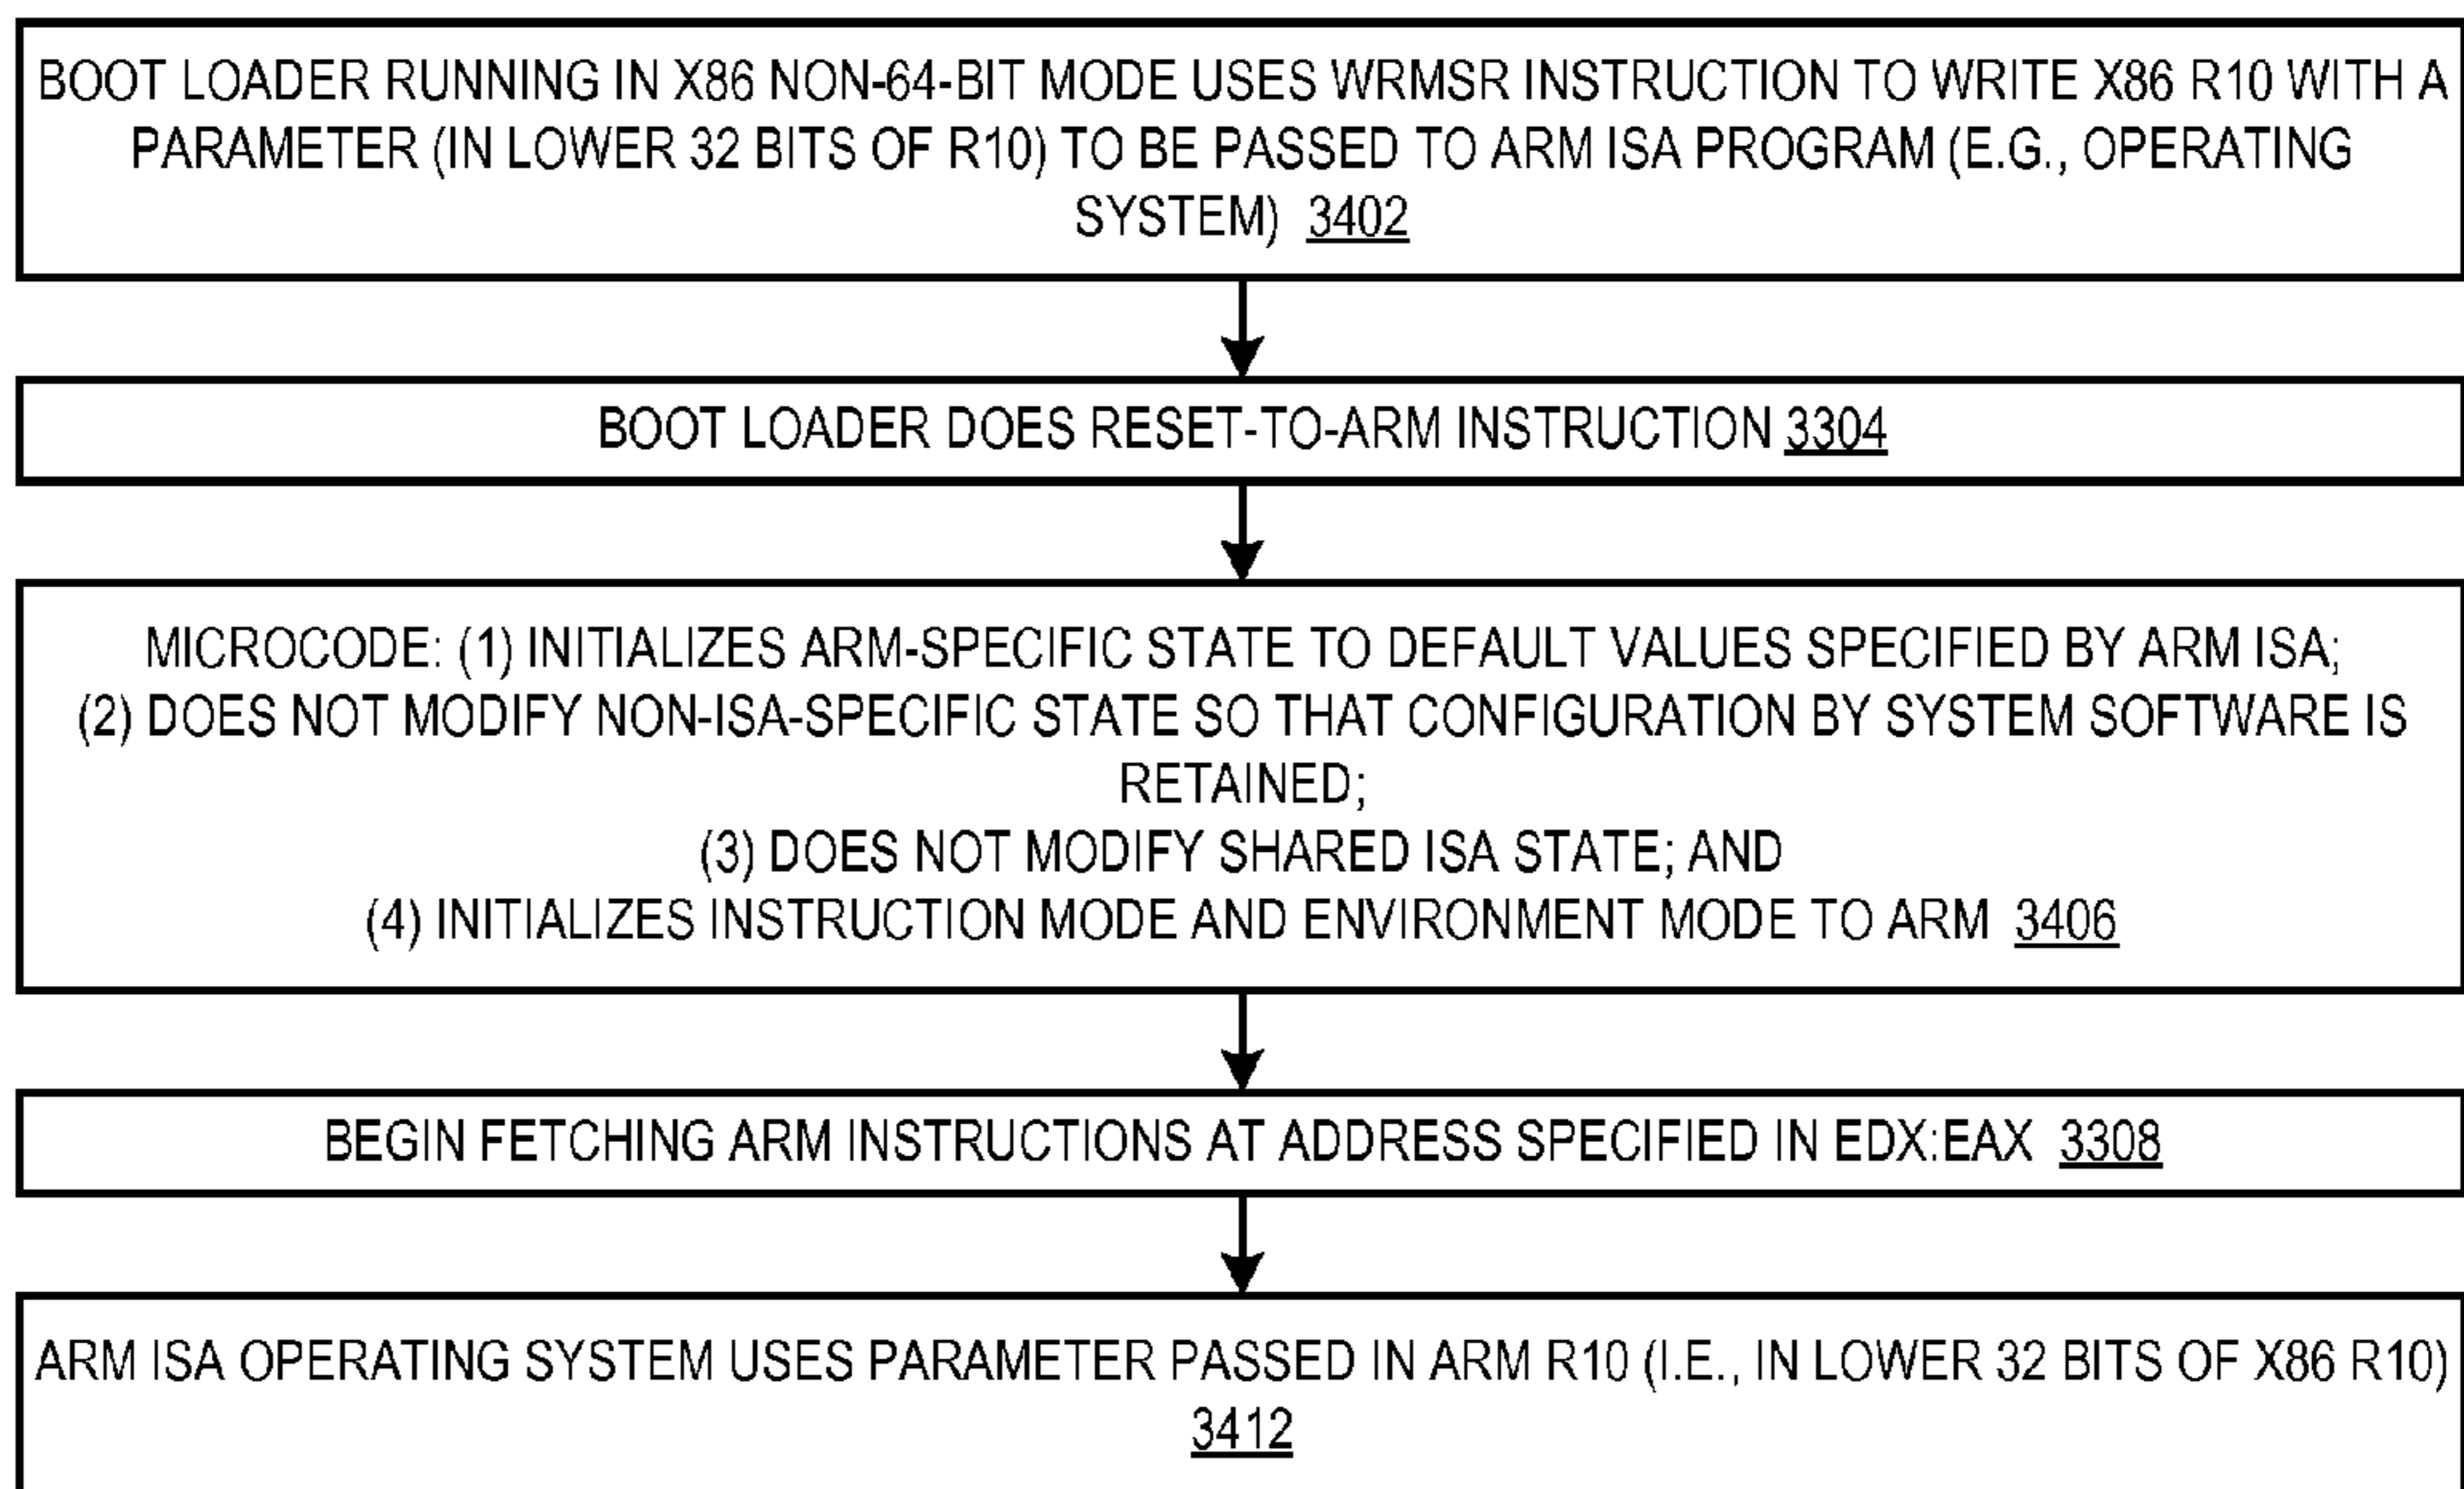 BOOT LOADER RUNNING IN X86 NON-64-BIT MODE USES WRMSR INSTRUCTION TO WRITE X86 R10 WITH A
PARAMETER (IN LOWER 32 BITS OF R10) TO BE PASSED TO ARM ISA PROGRAM (E.G., OPERATING
SYSTEM) 3402
BOOT LOADER DOES RESET-TO-ARM INSTRUCTION 3304
MICROCODE: (1) INITIALIZES ARM-SPECIFIC STATE TO DEFAULT VALUES SPECIFIED BY ARM ISA;
(2) DOES NOT MODIFY NON-ISA-SPECIFIC STATE SO THAT CONFIGURATION BY SYSTEM SOFTWARE IS
RETAINED;
(3) DOES NOT MODIFY SHARED ISA STATE; AND
(4) INITIALIZES INSTRUCTION MODE AND ENVIRONMENT MODE TO ARM 3406
BEGIN FETCHING ARM INSTRUCTIONS AT ADDRESS SPECIFIED IN EDX:EAX 3308
ARM ISA OPERATING SYSTEM USES PARAMETER PASSED IN ARM R10 (I.E., IN LOWER 32 BITS OF X86 R10)
3412